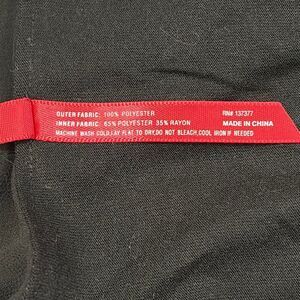 OUTER FABRIC: 100% POLYESTER
INNER FABRIC: 65% POLYESTER 35% RAYON
MACHINE WASH COLD,LAY FLAT TO DRY.DO NOT BLEACH,COOL IRON IF NEEDED
RN# 137377
MADE IN CHINA